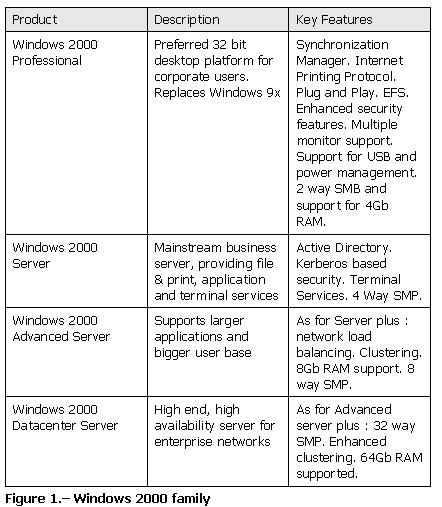 Product
Description
Key Features
Windows 2000
Professional
Preferred 32 bit
desktop platform for
corporate users.
Replaces Windows 9x
Synchronization
Manager. Internet
Printing Protocol.
Plug and Play. EFS.
Enhanced security
features. Multiple
monitor support.
Support for USB and
power management.
2 way SMB and
support for 4Gb
RAM.
Windows 2000
Server
Mainstream business
server, providing file
& print, application
and terminal services
Active Directory.
Kerberos based
security. Terminal
Services. 4 Way SMP.
Windows 2000
Advanced Server
Supports larger
applications and
bigger user base
As for Server plus :
network load
balancing. Clustering.
8Gb RAM support. 8
way SMP.
Windows 2000
Datacenter Server
High end, high
availability server for
enterprise networks
As for Advanced
server plus : 32 way
SMP. Enhanced
clustering. 64Gb RAM
supported.
Figure 1.– Windows 2000 family